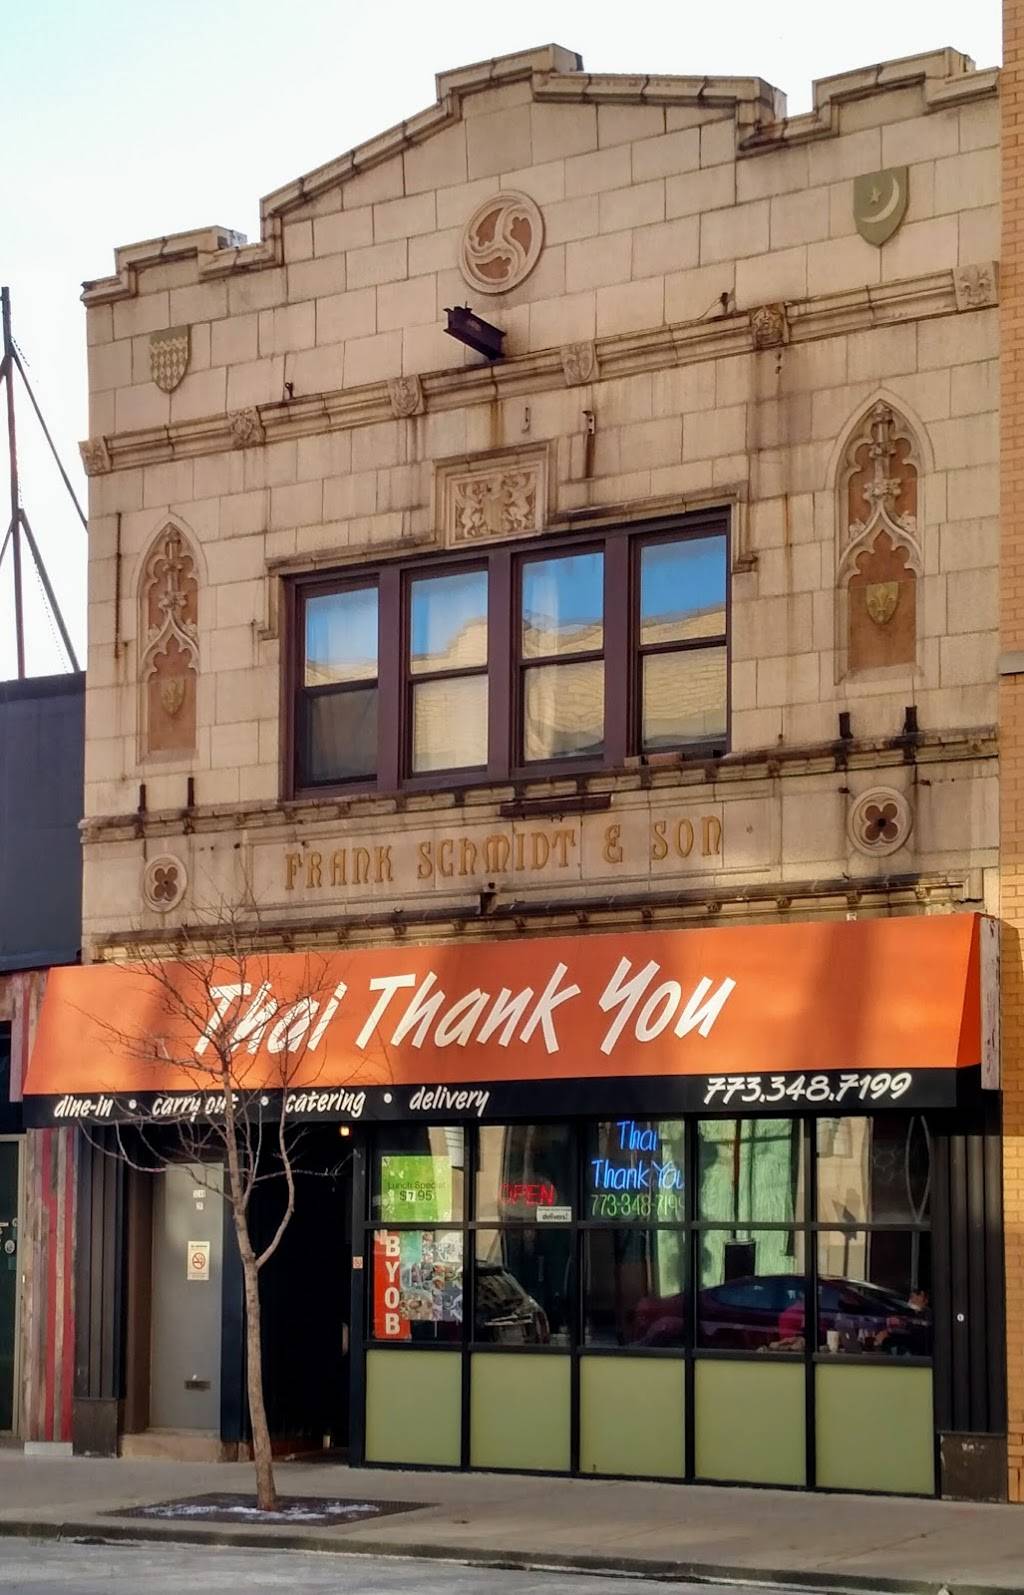 FRANK SCHMIDT & SON
Thai Thank You
dine-in • carry out • catering • delivery
773.348.7199
Thai
Thank You
773-348-7199
Lunch Special
$7.95
OPEN
delivers!
BYOB